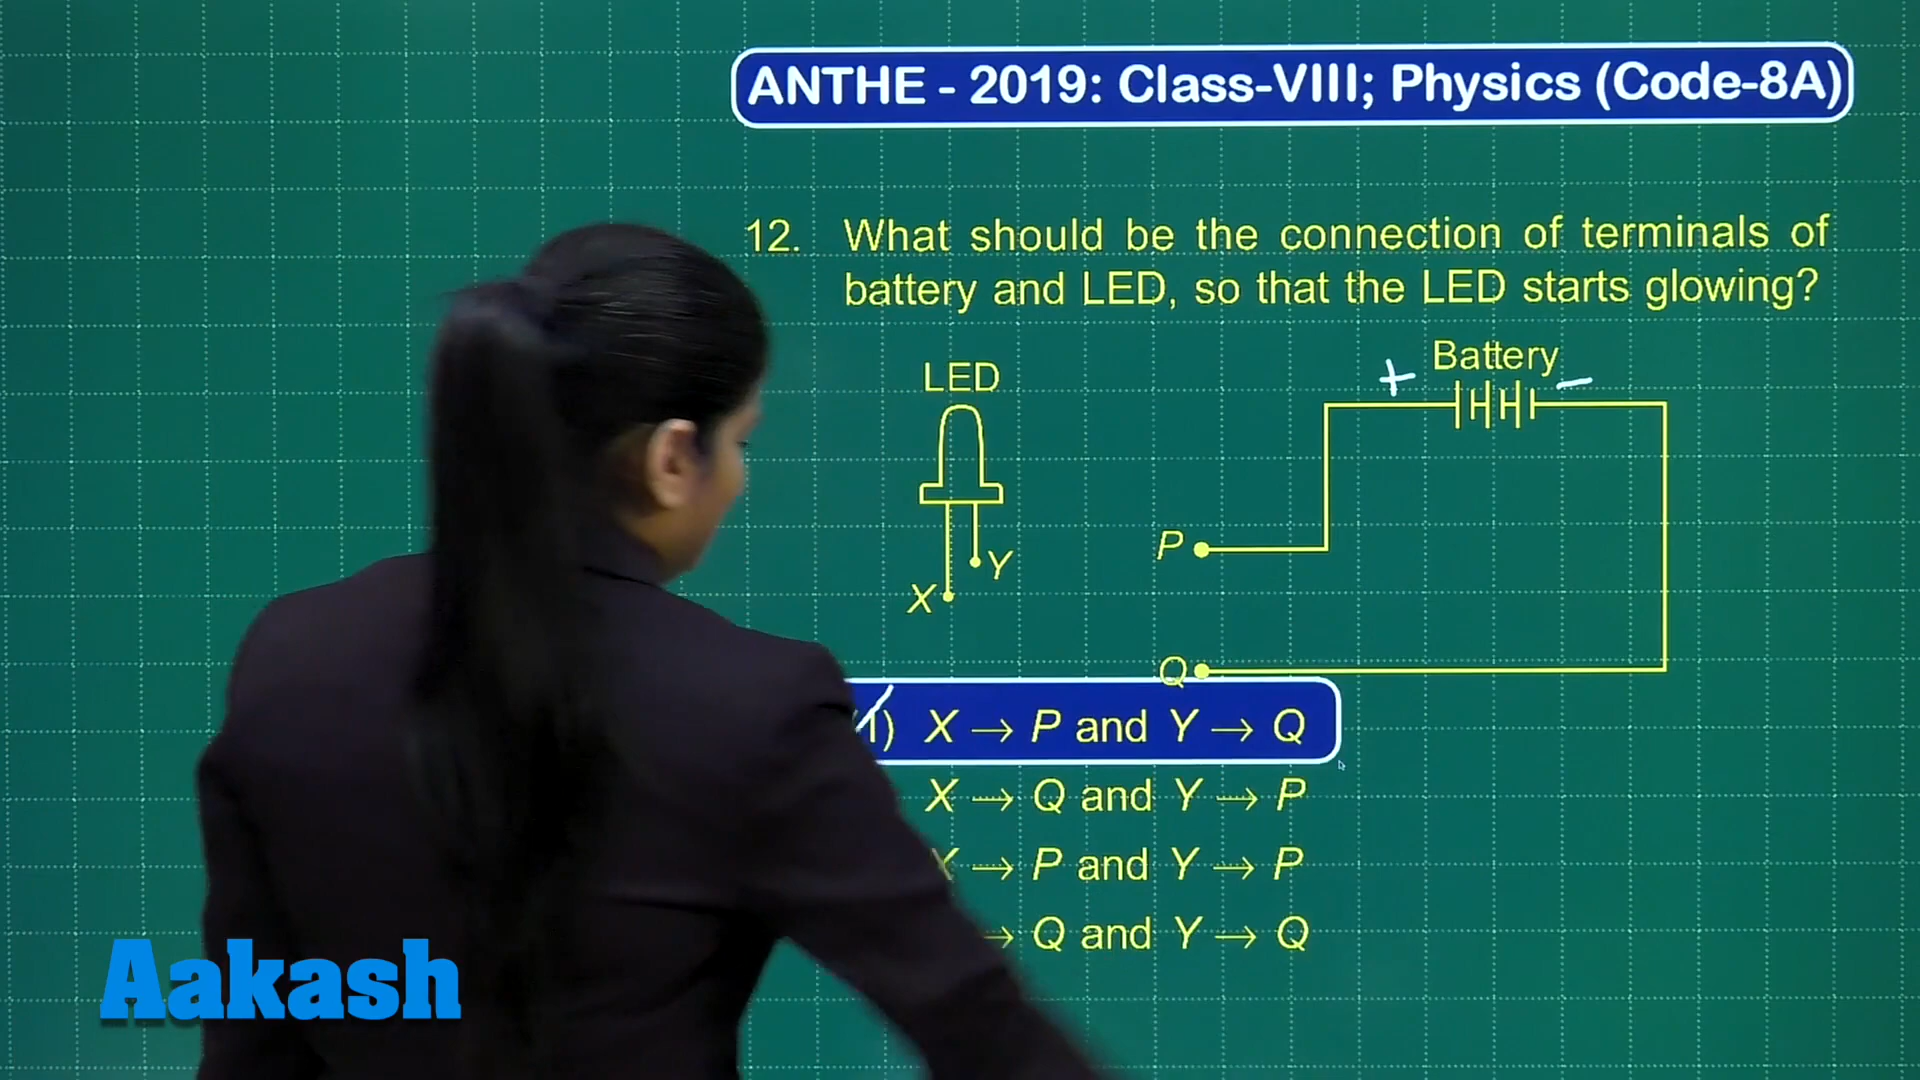 ANTHE - 2019: Class-VIII; Physics (Code-8A)
12. What should be the connection of terminals of
battery and LED, so that the LED starts glowing?
LED
+ Battery −
Y
X
P
Q
(1) X → P and Y → Q
X → Q and Y → P
X → P and Y → P
→ Q and Y → Q
Aakash